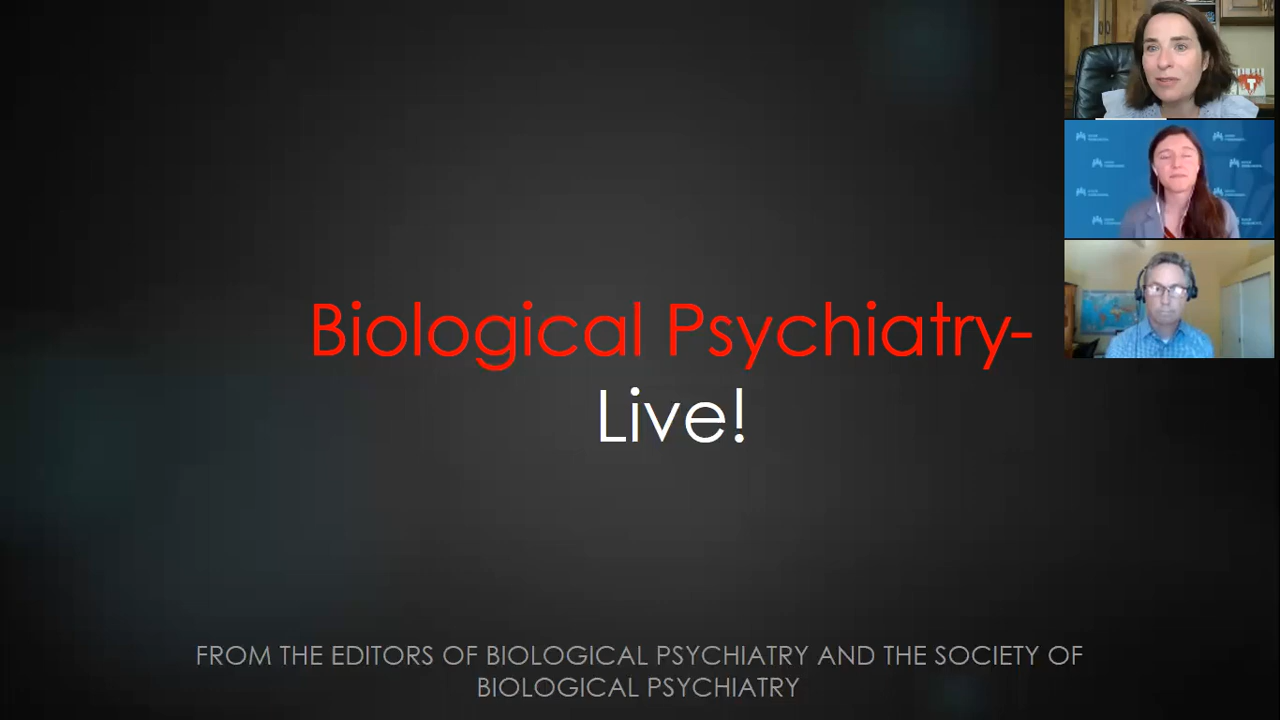 Biological Psychiatry-
Live!
FROM THE EDITORS OF BIOLOGICAL PSYCHIATRY AND THE SOCIETY OF
BIOLOGICAL PSYCHIATRY